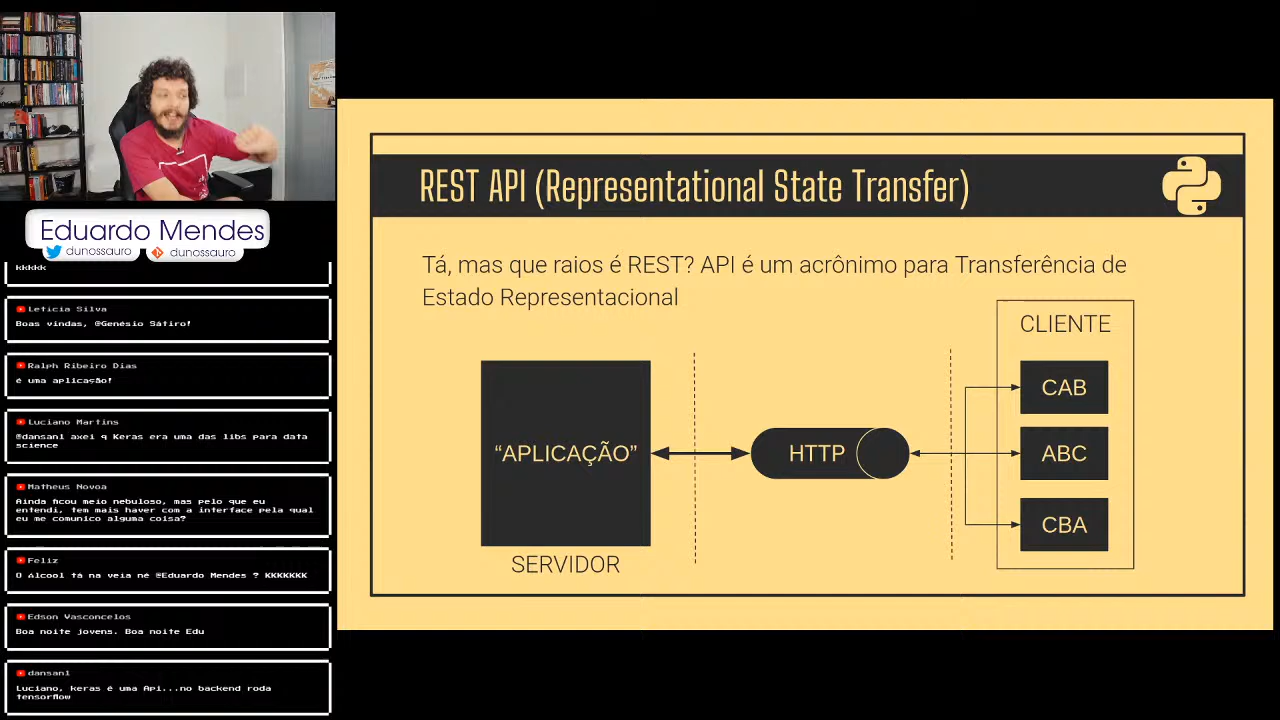 Eduardo Mendes
dunossauro
dunossauro
kkkkk
Leticia Silva
Boas vindas, @Genésio Sátiro!
Ralph Ribeiro Dias
é uma aplicação!
Luciano Martins
@dansanl axei q Keras era uma das libs para data
science
Matheus Novoa
Ainda ficou meio nebuloso, mas pelo que eu
entendi, tem mais haver com a interface pela qual
eu me comunico alguma coisa?
Feliz
O Álcool tá na veia né @Eduardo Mendes ? KKKKKKK
Edson Vasconcelos
Boa noite jovens. Boa noite Edu
dansanl
Luciano, keras é uma Api...no backend roda
tensorflow
REST API (Representational State Transfer)
Tá, mas que raios é REST? API é um acrônimo para Transferência de
Estado Representacional
“APLICAÇÃO”
SERVIDOR
HTTP
CLIENTE
CAB
ABC
CBA